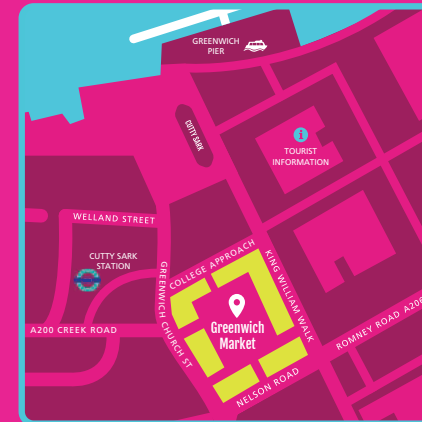 GREENWICH
PIER
CUTTY SARK
i
TOURIST
INFORMATION
WELLAND STREET
CUTTY SARK
STATION
COLLEGE APPROACH
KING WILLIAM WALK
GREENWICH CHURCH ST
Greenwich
Market
A200 CREEK ROAD
ROMNEY ROAD A206
NELSON ROAD